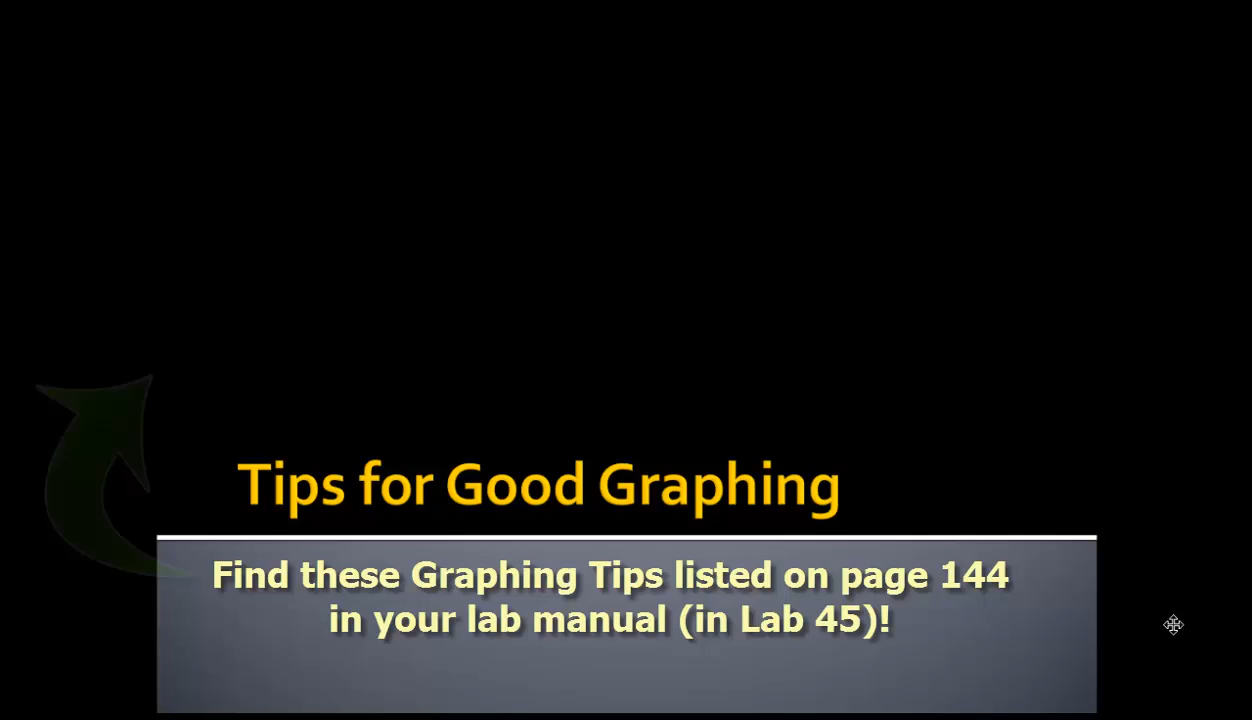 Tips for Good Graphing
Find these Graphing Tips listed on page 144
in your lab manual (in Lab 45)!